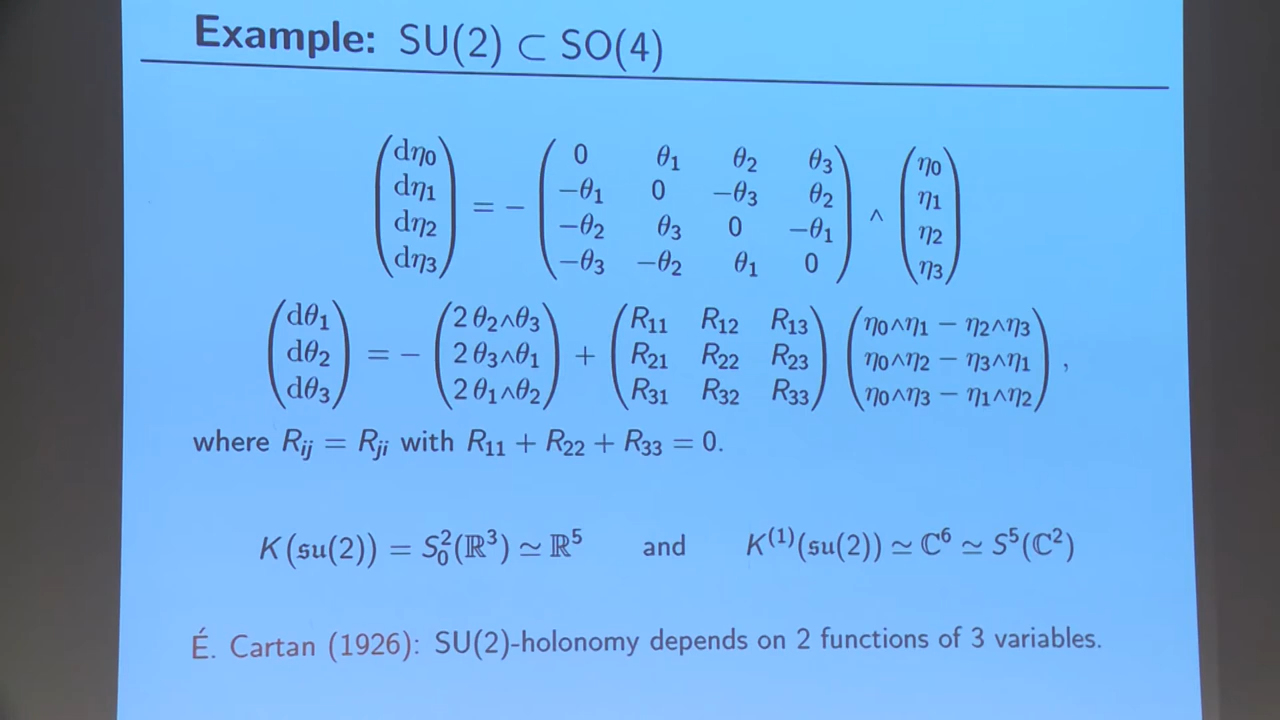 Example: SU(2) ⊂ SO(4)
(dη₀ dη₁ dη₂ dη₃) = − (0 θ₁ θ₂ θ₃; −θ₁ 0 −θ₃ θ₂; −θ₂ θ₃ 0 −θ₁; −θ₃ −θ₂ θ₁ 0) ∧ (η₀ η₁ η₂ η₃)
(dθ₁ dθ₂ dθ₃) = − (2 θ₂∧θ₃; 2 θ₃∧θ₁; 2 θ₁∧θ₂) + (R₁₁ R₁₂ R₁₃; R₂₁ R₂₂ R₂₃; R₃₁ R₃₂ R₃₃) (η₀∧η₁ − η₂∧η₃; η₀∧η₂ − η₃∧η₁; η₀∧η₃ − η₁∧η₂),
where Rᵢⱼ = Rⱼᵢ with R₁₁ + R₂₂ + R₃₃ = 0.
K(𝔰𝔲(2)) = S₀²(ℝ³) ≃ ℝ⁵ and K⁽¹⁾(𝔰𝔲(2)) ≃ ℂ⁶ ≃ S⁵(ℂ²)
É. Cartan (1926): SU(2)-holonomy depends on 2 functions of 3 variables.